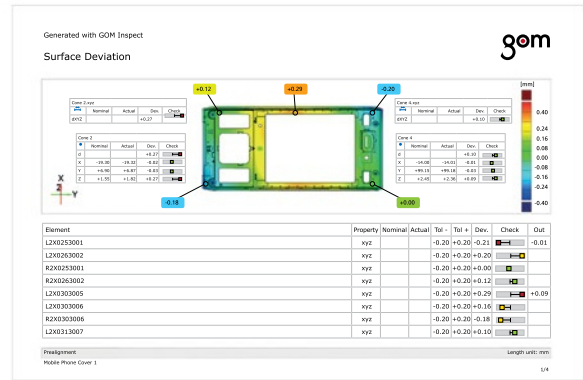 Generated with GOM Inspect
gom
Surface Deviation
+0.12 +0.29 -0.20 [mm]
Cone 2.xyz
Nominal Actual Dev. Check
dXYZ +0.27
Cone 4.xyz
Nominal Actual Dev. Check
dXYZ +0.10
Cone 2
Nominal Actual Dev. Check
d +0.27
X -19.30 -19.32 -0.02
Y +6.90 +6.87 -0.03
Z +1.55 +1.82 +0.27
Cone 4
Nominal Actual Dev. Check
d +0.10
X -14.00 -14.01 -0.01
Y +99.15 +99.18 -0.03
Z +2.45 +2.36 +0.09
0.40
0.24
0.16
0.08
0.00
-0.08
-0.16
-0.24
-0.40
X
Z
Y
-0.18 +0.00
Element Property Nominal Actual Tol - Tol + Dev. Check Out
L2X0253001 xyz -0.20 +0.20 -0.21 -0.01
L2X0263002 xyz -0.20 +0.20 +0.20
R2X0253001 xyz -0.20 +0.20 +0.00
R2X0263002 xyz -0.20 +0.20 +0.12
L2X0303005 xyz -0.20 +0.20 +0.29 +0.09
L2X0303006 xyz -0.20 +0.20 +0.16
R2X0303006 xyz -0.20 +0.20 -0.18
L2X0313007 xyz -0.20 +0.20 +0.10
Prealignment Length unit: mm
Mobile Phone Cover 1
1/4